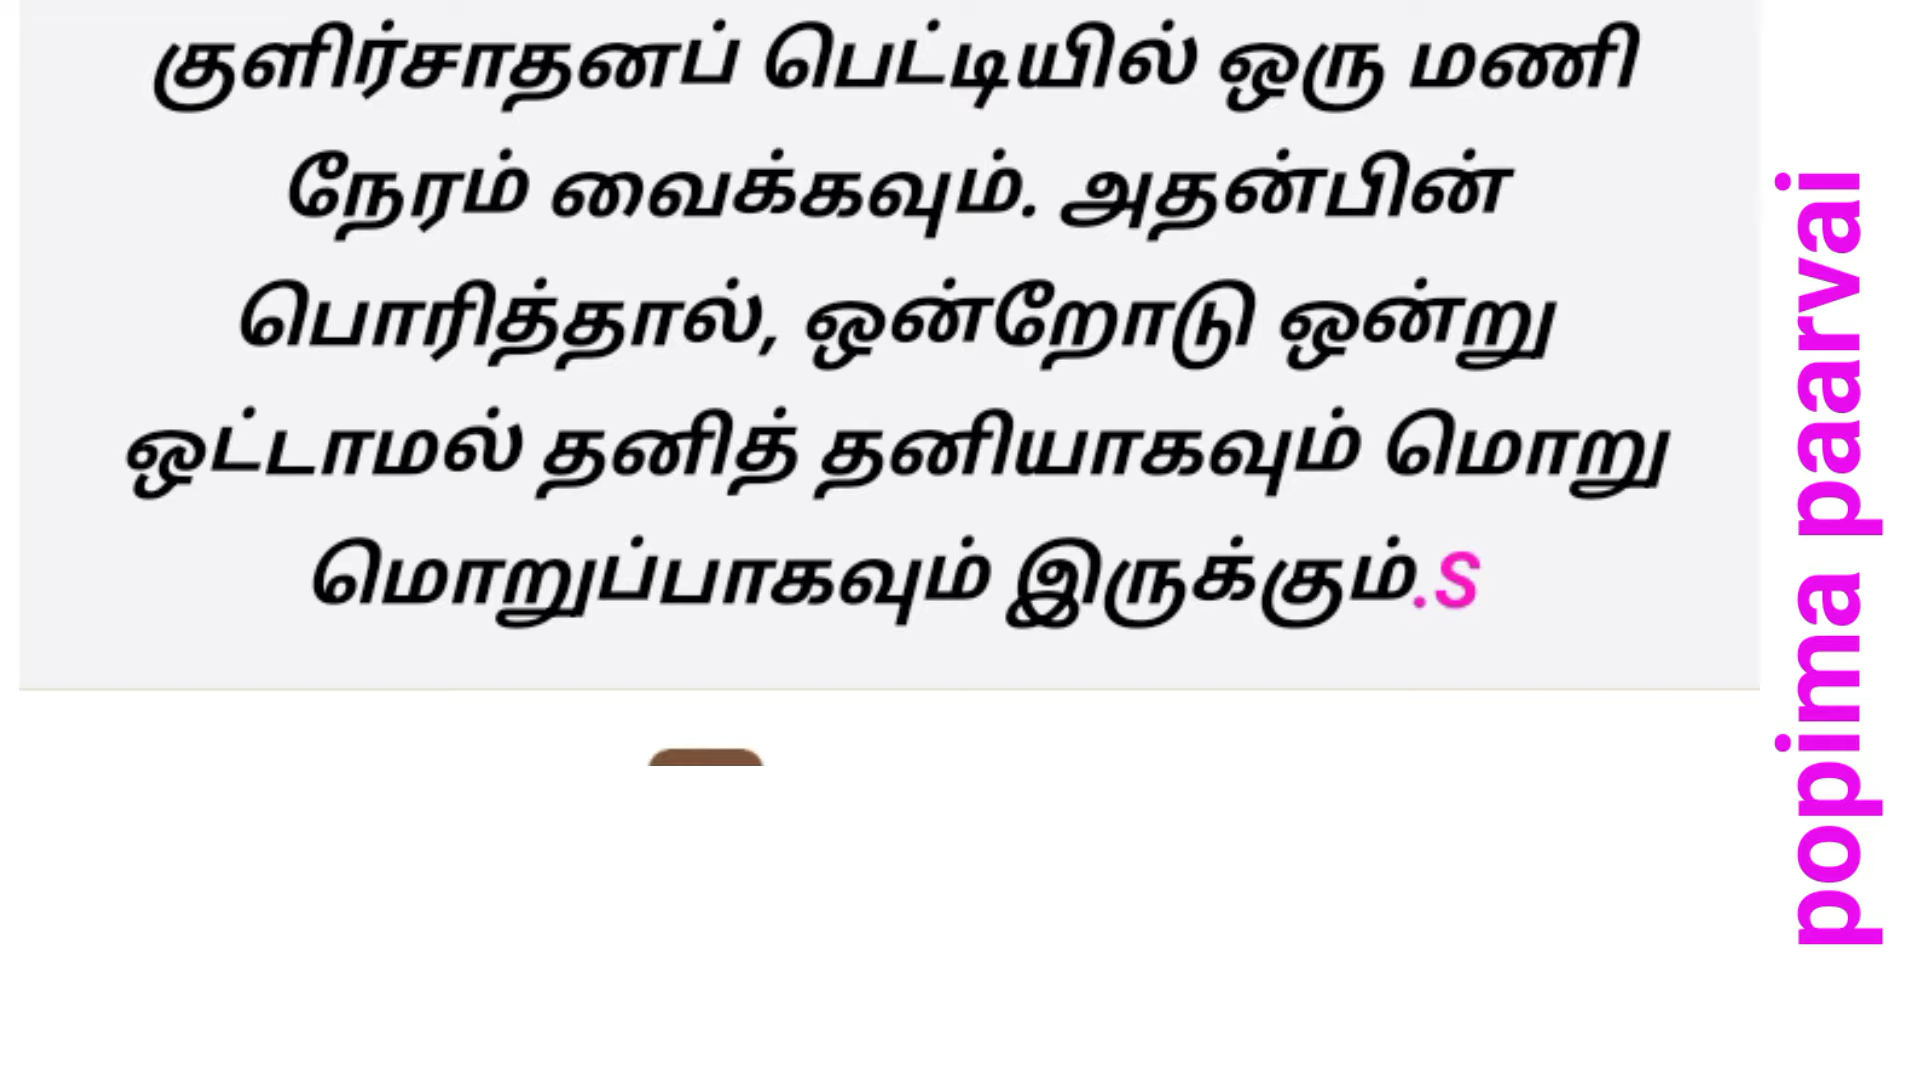 குளிர்சாதனப் பெட்டியில் ஒரு மணி
நேரம் வைக்கவும். அதன்பின்
பொரித்தால், ஒன்றோடு ஒன்று
ஒட்டாமல் தனித் தனியாகவும் மொறு
மொறுப்பாகவும் இருக்கும்.S
popima paarvai